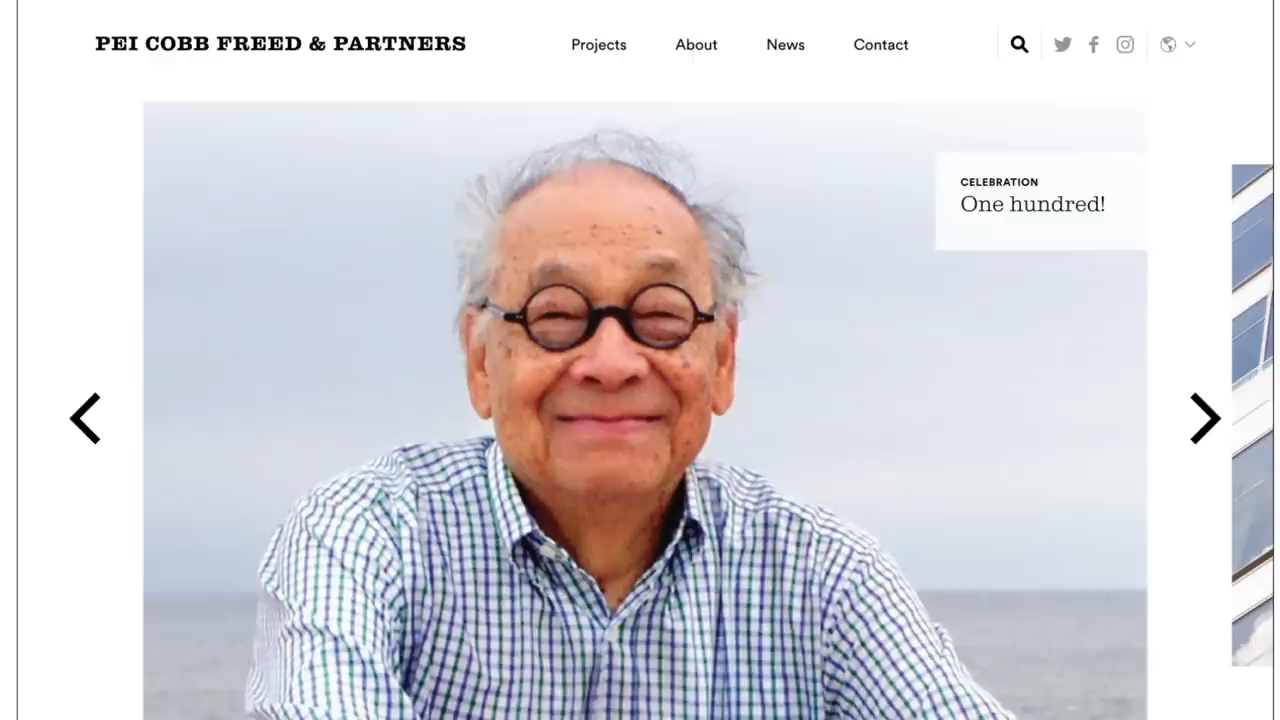 PEI COBB FREED & PARTNERS
Projects
About
News
Contact
CELEBRATION
One hundred!